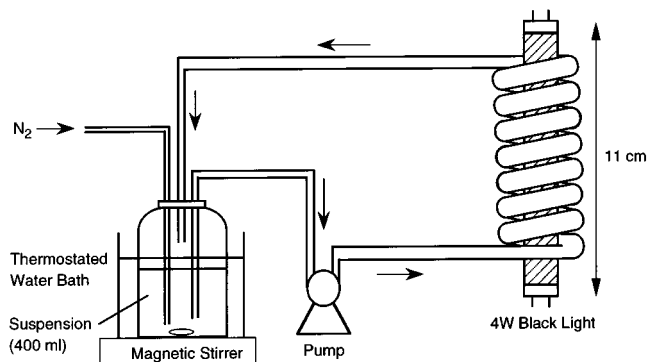 N₂
11 cm
Thermostated
Water Bath
Suspension
(400 ml)
Magnetic Stirrer
Pump
4W Black Light